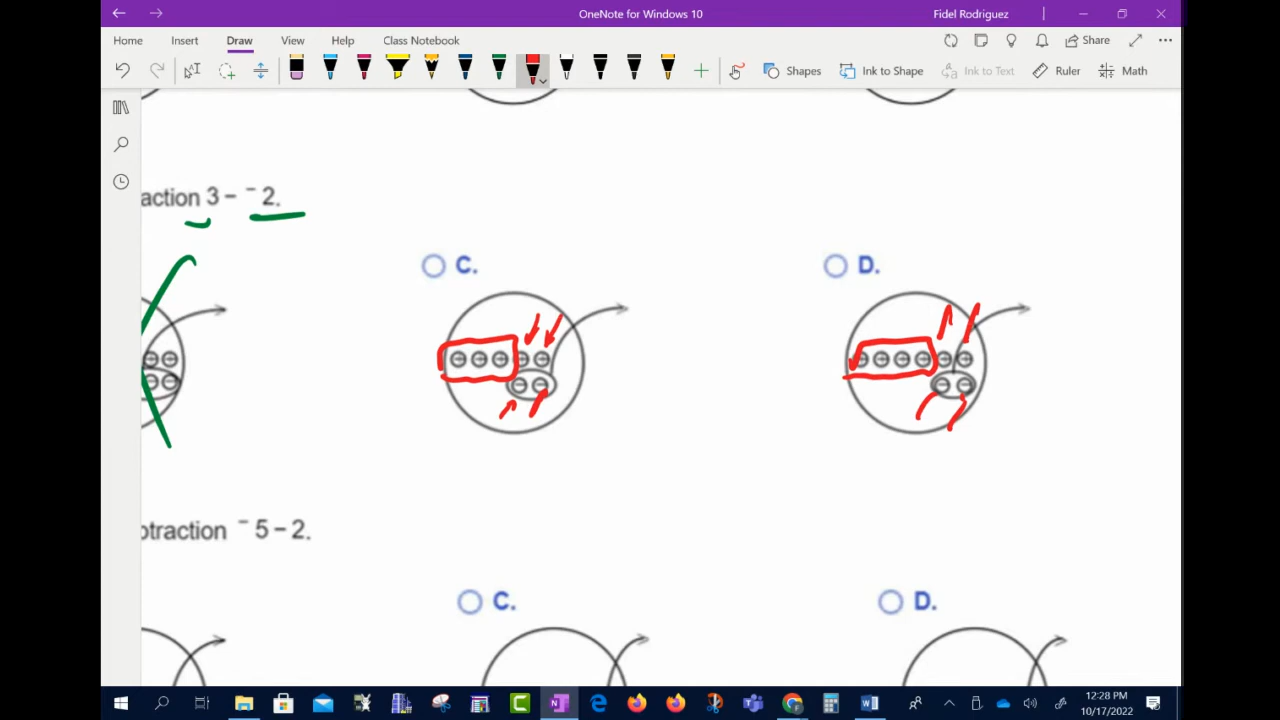 OneNote for Windows 10
Fidel Rodriguez
Home Insert Draw View Help Class Notebook
Share
Shapes Ink to Shape Ink to Text Ruler Math
action 3 − ⁻2.
C. D.
otraction ⁻5 − 2.
C. D.
12:28 PM
10/17/2022